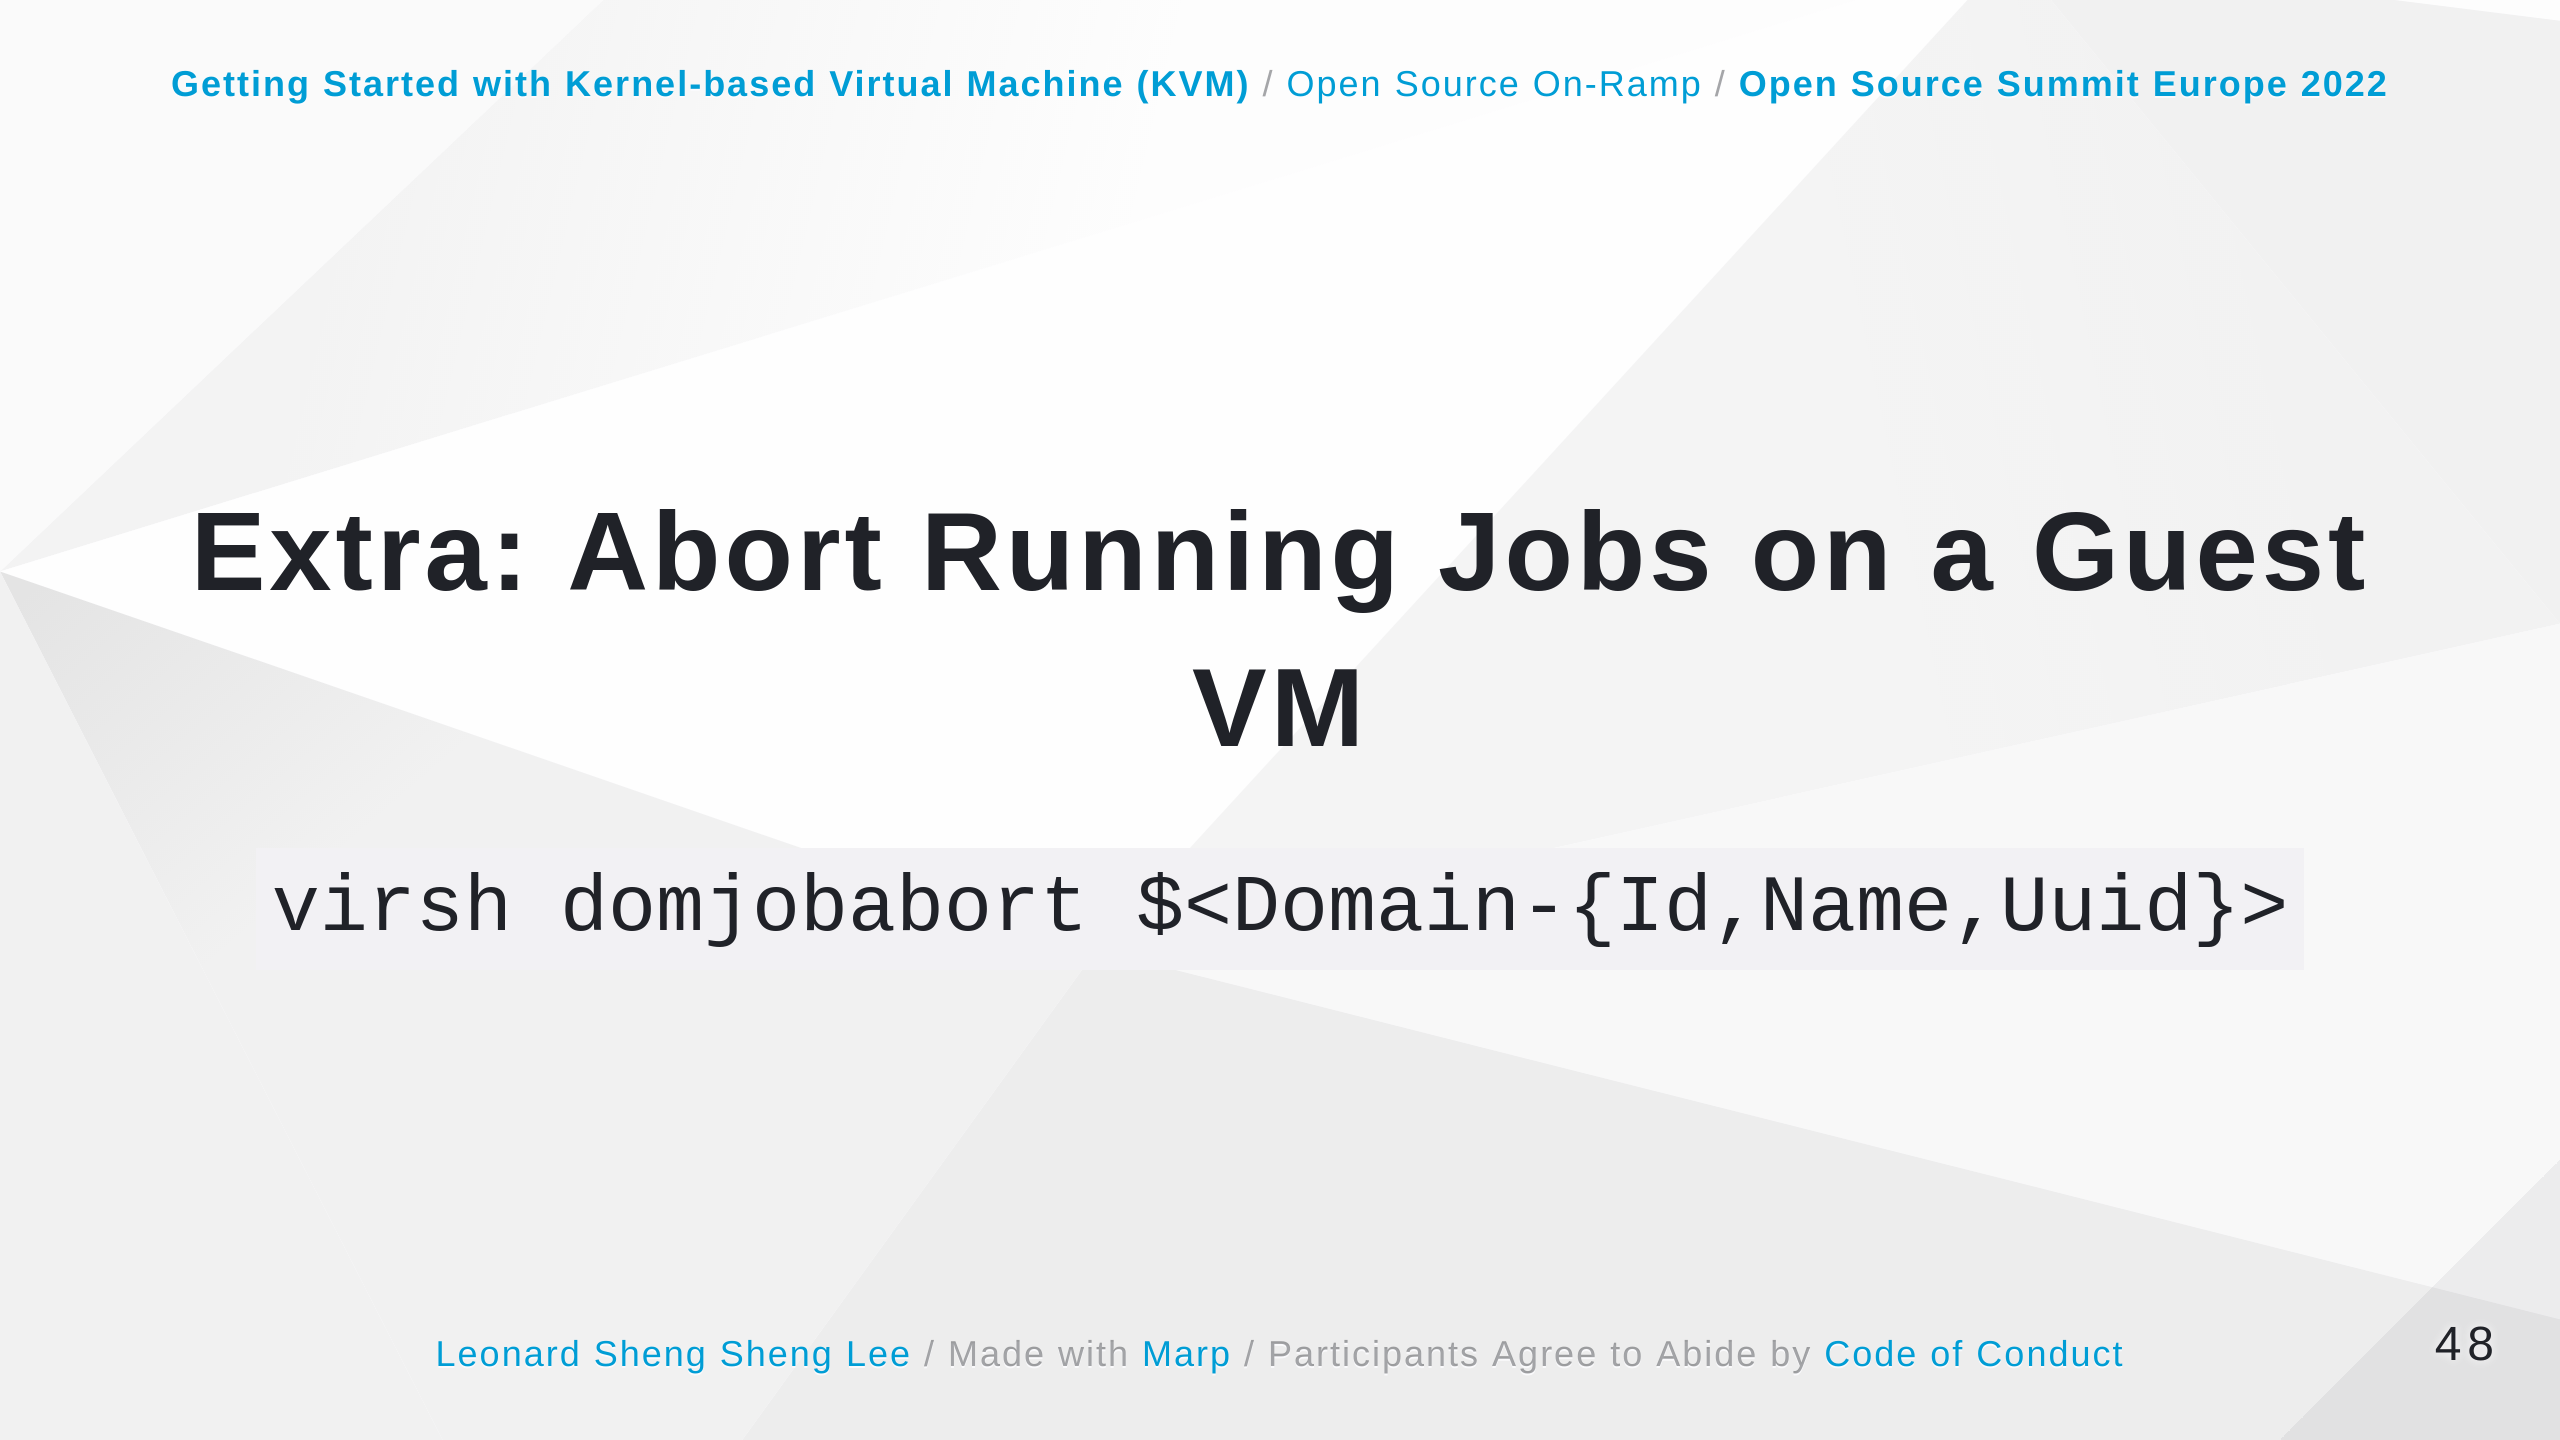 Getting Started with Kernel-based Virtual Machine (KVM) / Open Source On-Ramp / Open Source Summit Europe 2022
Extra: Abort Running Jobs on a Guest
VM
virsh domjobabort $<Domain-{Id,Name,Uuid}>
Leonard Sheng Sheng Lee / Made with Marp / Participants Agree to Abide by Code of Conduct
48